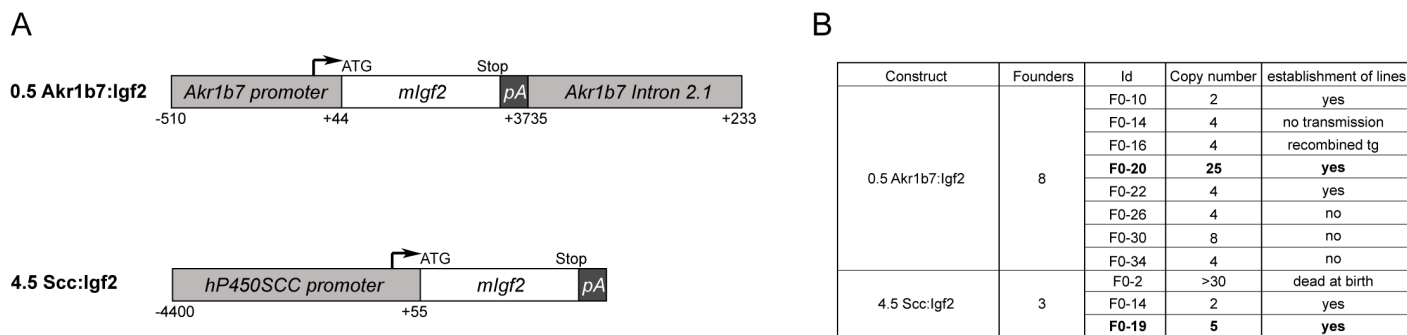 A
0.5 Akr1b7:Igf2
ATG Stop
Akr1b7 promoter mIgf2 pA Akr1b7 Intron 2.1
-510 +44 +3735 +233
4.5 Scc:Igf2
ATG Stop
hP450SCC promoter mIgf2 pA
-4400 +55
B
Construct Founders Id Copy number establishment of lines
0.5 Akr1b7:Igf2 8
F0-10 2 yes
F0-14 4 no transmission
F0-16 4 recombined tg
F0-20 25 yes
F0-22 4 yes
F0-26 4 no
F0-30 8 no
F0-34 4 no
4.5 Scc:Igf2 3
F0-2 >30 dead at birth
F0-14 2 yes
F0-19 5 yes